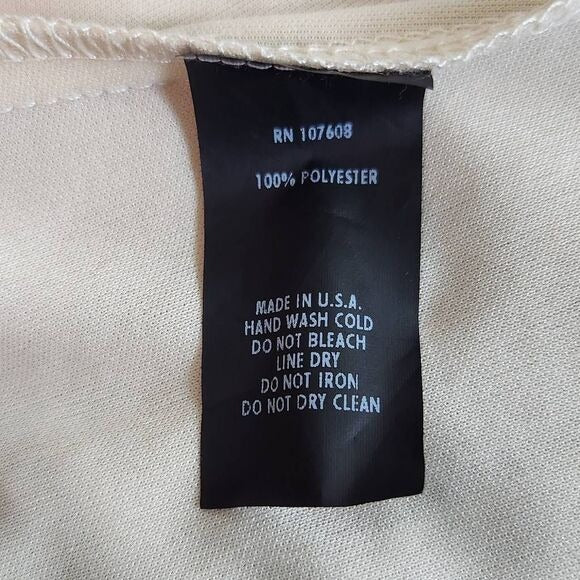 RN 107608
100% POLYESTER
MADE IN U.S.A.
HAND WASH COLD
DO NOT BLEACH
LINE DRY
DO NOT IRON
DO NOT DRY CLEAN